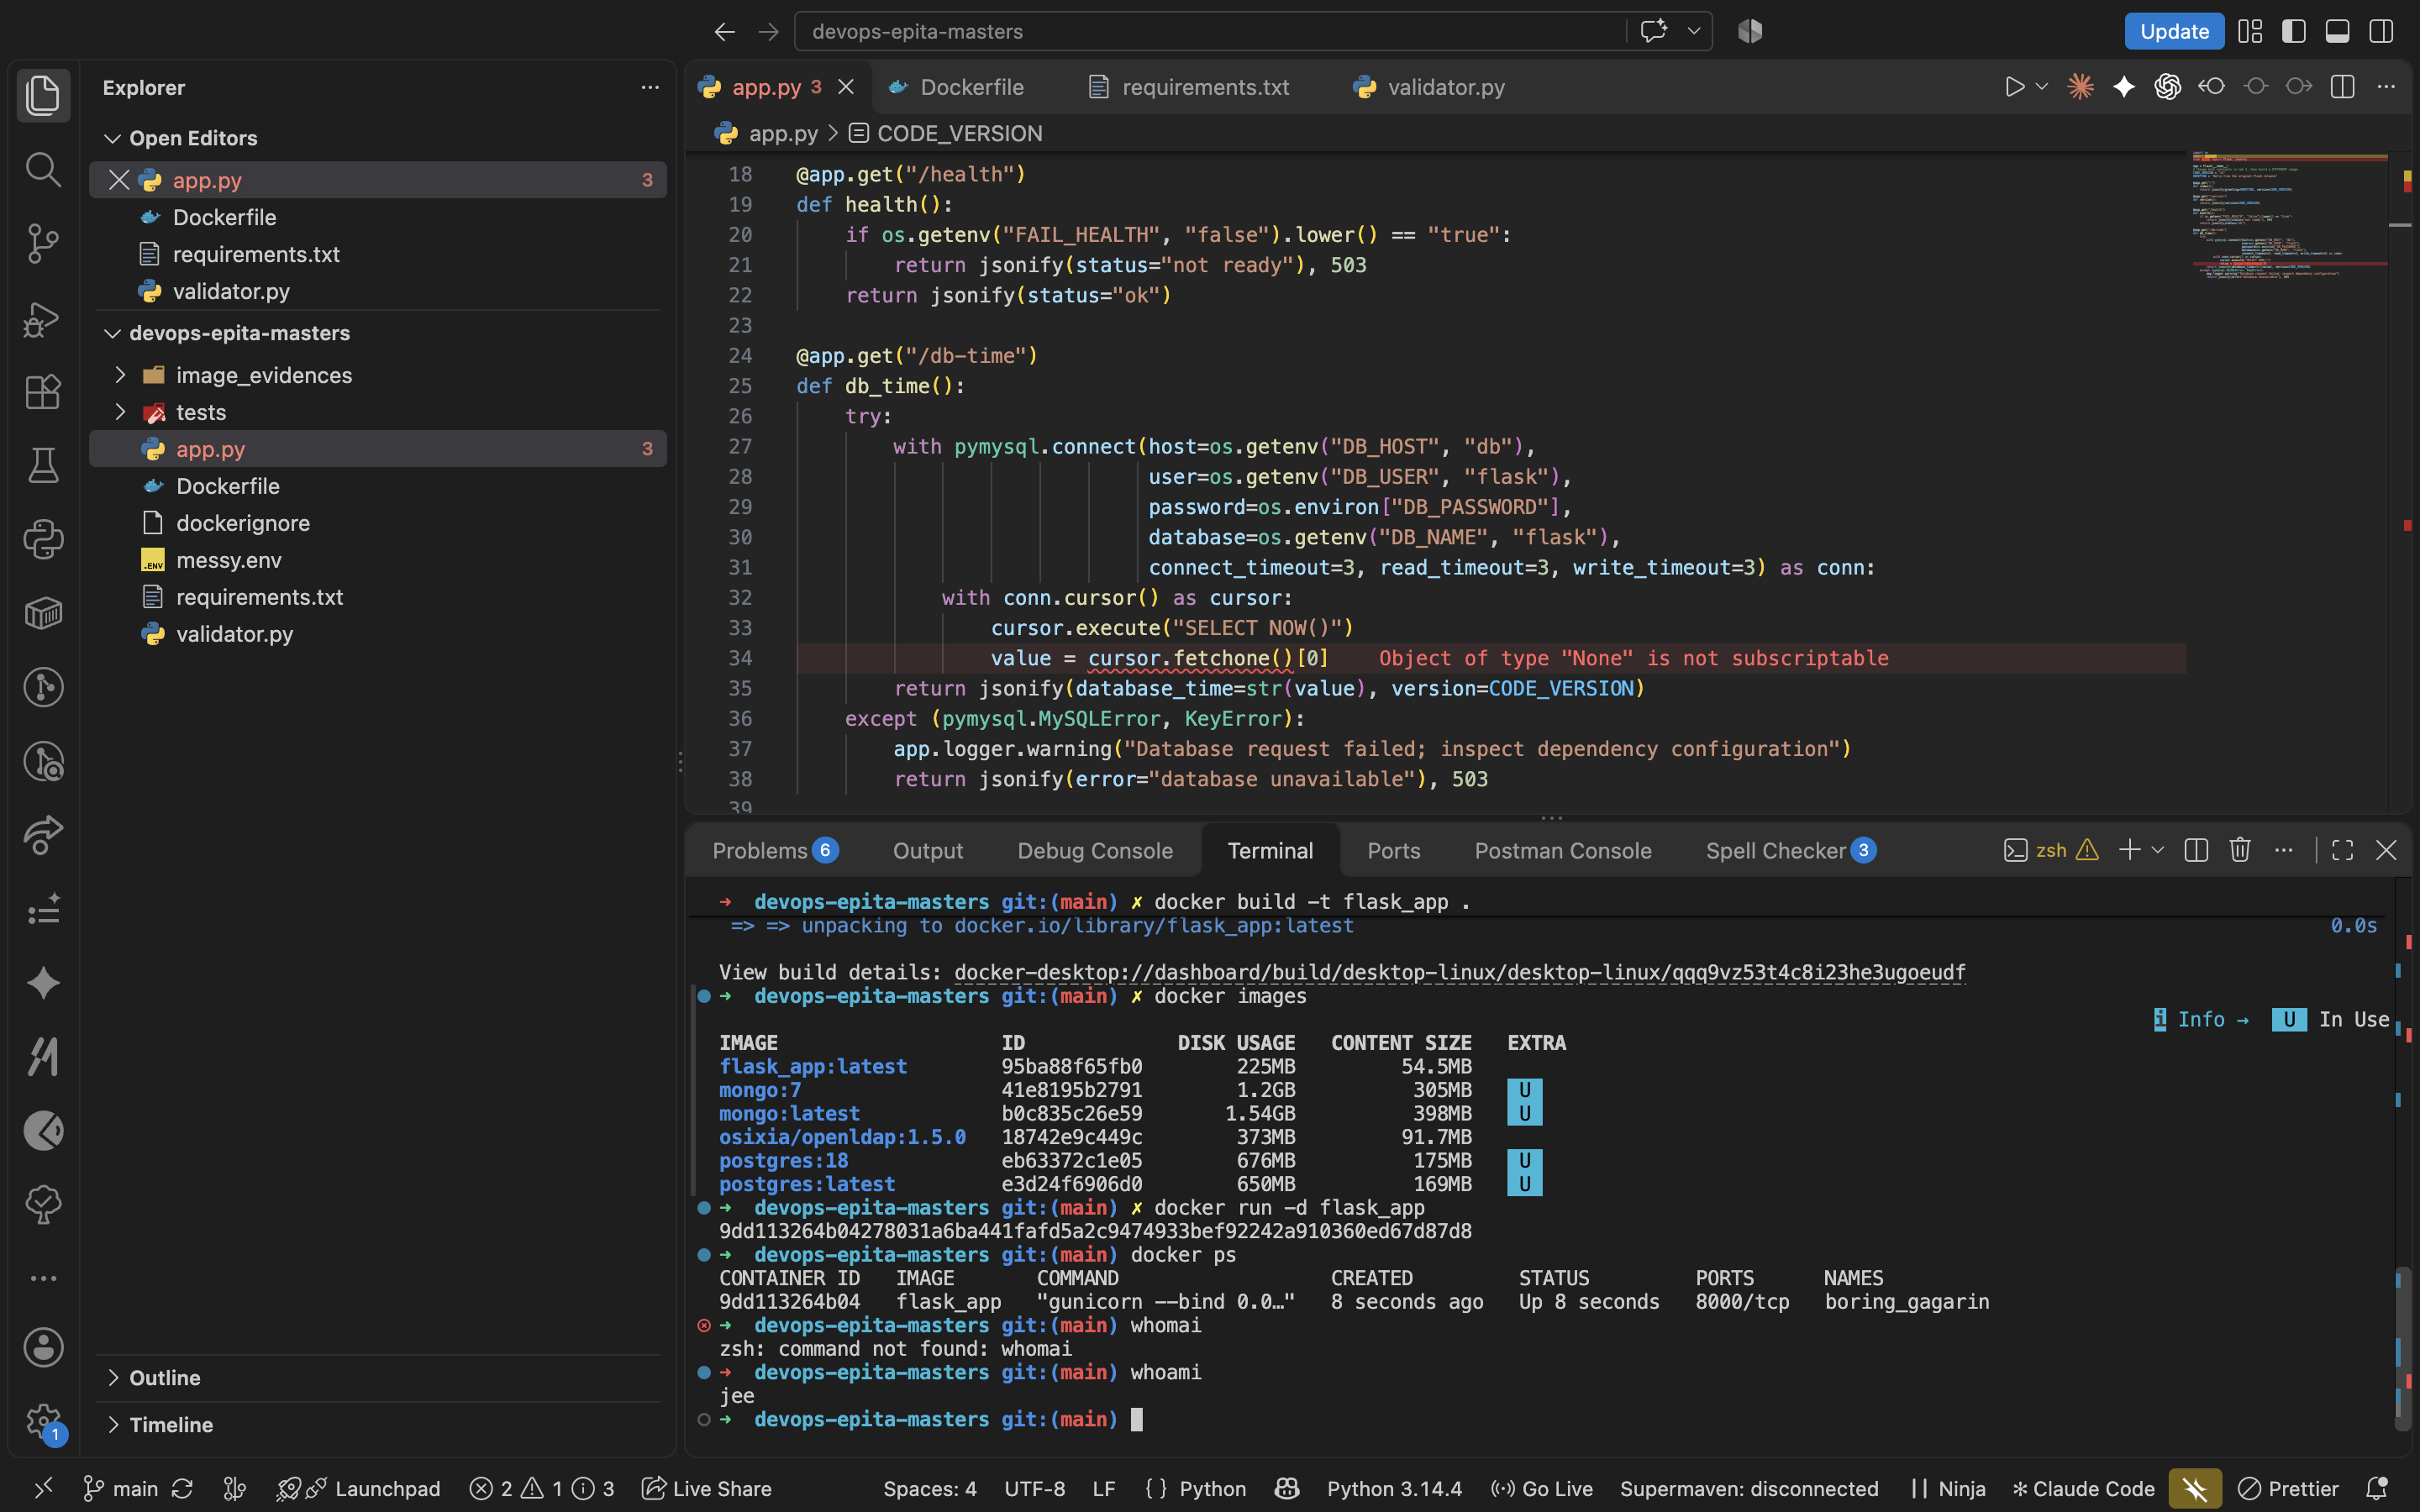 devops-epita-masters
Update
Explorer
Open Editors
app.py 3
Dockerfile
requirements.txt
validator.py
devops-epita-masters
image_evidences
tests
app.py 3
Dockerfile
dockerignore
messy.env
requirements.txt
validator.py
Outline
Timeline
app.py 3
Dockerfile
requirements.txt
validator.py
app.py > CODE_VERSION
18 @app.get("/health")
19 def health():
20     if os.getenv("FAIL_HEALTH", "false").lower() == "true":
21         return jsonify(status="not ready"), 503
22     return jsonify(status="ok")
23
24 @app.get("/db-time")
25 def db_time():
26     try:
27         with pymysql.connect(host=os.getenv("DB_HOST", "db"),
28                              user=os.getenv("DB_USER", "flask"),
29                              password=os.environ["DB_PASSWORD"],
30                              database=os.getenv("DB_NAME", "flask"),
31                              connect_timeout=3, read_timeout=3, write_timeout=3) as conn:
32             with conn.cursor() as cursor:
33                 cursor.execute("SELECT NOW()")
34                 value = cursor.fetchone()[0]    Object of type "None" is not subscriptable
35         return jsonify(database_time=str(value), version=CODE_VERSION)
36     except (pymysql.MySQLError, KeyError):
37         app.logger.warning("Database request failed; inspect dependency configuration")
38         return jsonify(error="database unavailable"), 503
39
Problems 6 Output Debug Console Terminal Ports Postman Console Spell Checker 3 zsh
→ devops-epita-masters git:(main) ✗ docker build -t flask_app .
=> => unpacking to docker.io/library/flask_app:latest 0.0s
View build details: docker-desktop://dashboard/build/desktop-linux/desktop-linux/qqq9vz53t4c8i23he3ugoeudf
→ devops-epita-masters git:(main) ✗ docker images
i Info → U In Use
IMAGE ID DISK USAGE CONTENT SIZE EXTRA
flask_app:latest 95ba88f65fb0 225MB 54.5MB
mongo:7 41e8195b2791 1.2GB 305MB U
mongo:latest b0c835c26e59 1.54GB 398MB U
osixia/openldap:1.5.0 18742e9c449c 373MB 91.7MB
postgres:18 eb63372c1e05 676MB 175MB U
postgres:latest e3d24f6906d0 650MB 169MB U
→ devops-epita-masters git:(main) ✗ docker run -d flask_app
9dd113264b04278031a6ba441fafd5a2c9474933bef92242a910360ed67d87d8
→ devops-epita-masters git:(main) docker ps
CONTAINER ID IMAGE COMMAND CREATED STATUS PORTS NAMES
9dd113264b04 flask_app "gunicorn --bind 0.0…" 8 seconds ago Up 8 seconds 8000/tcp boring_gagarin
→ devops-epita-masters git:(main) whomai
zsh: command not found: whomai
→ devops-epita-masters git:(main) whoami
jee
→ devops-epita-masters git:(main)
1
main Launchpad 2 1 3 Live Share Spaces: 4 UTF-8 LF { } Python Python 3.14.4 Go Live Supermaven: disconnected Ninja Claude Code Prettier